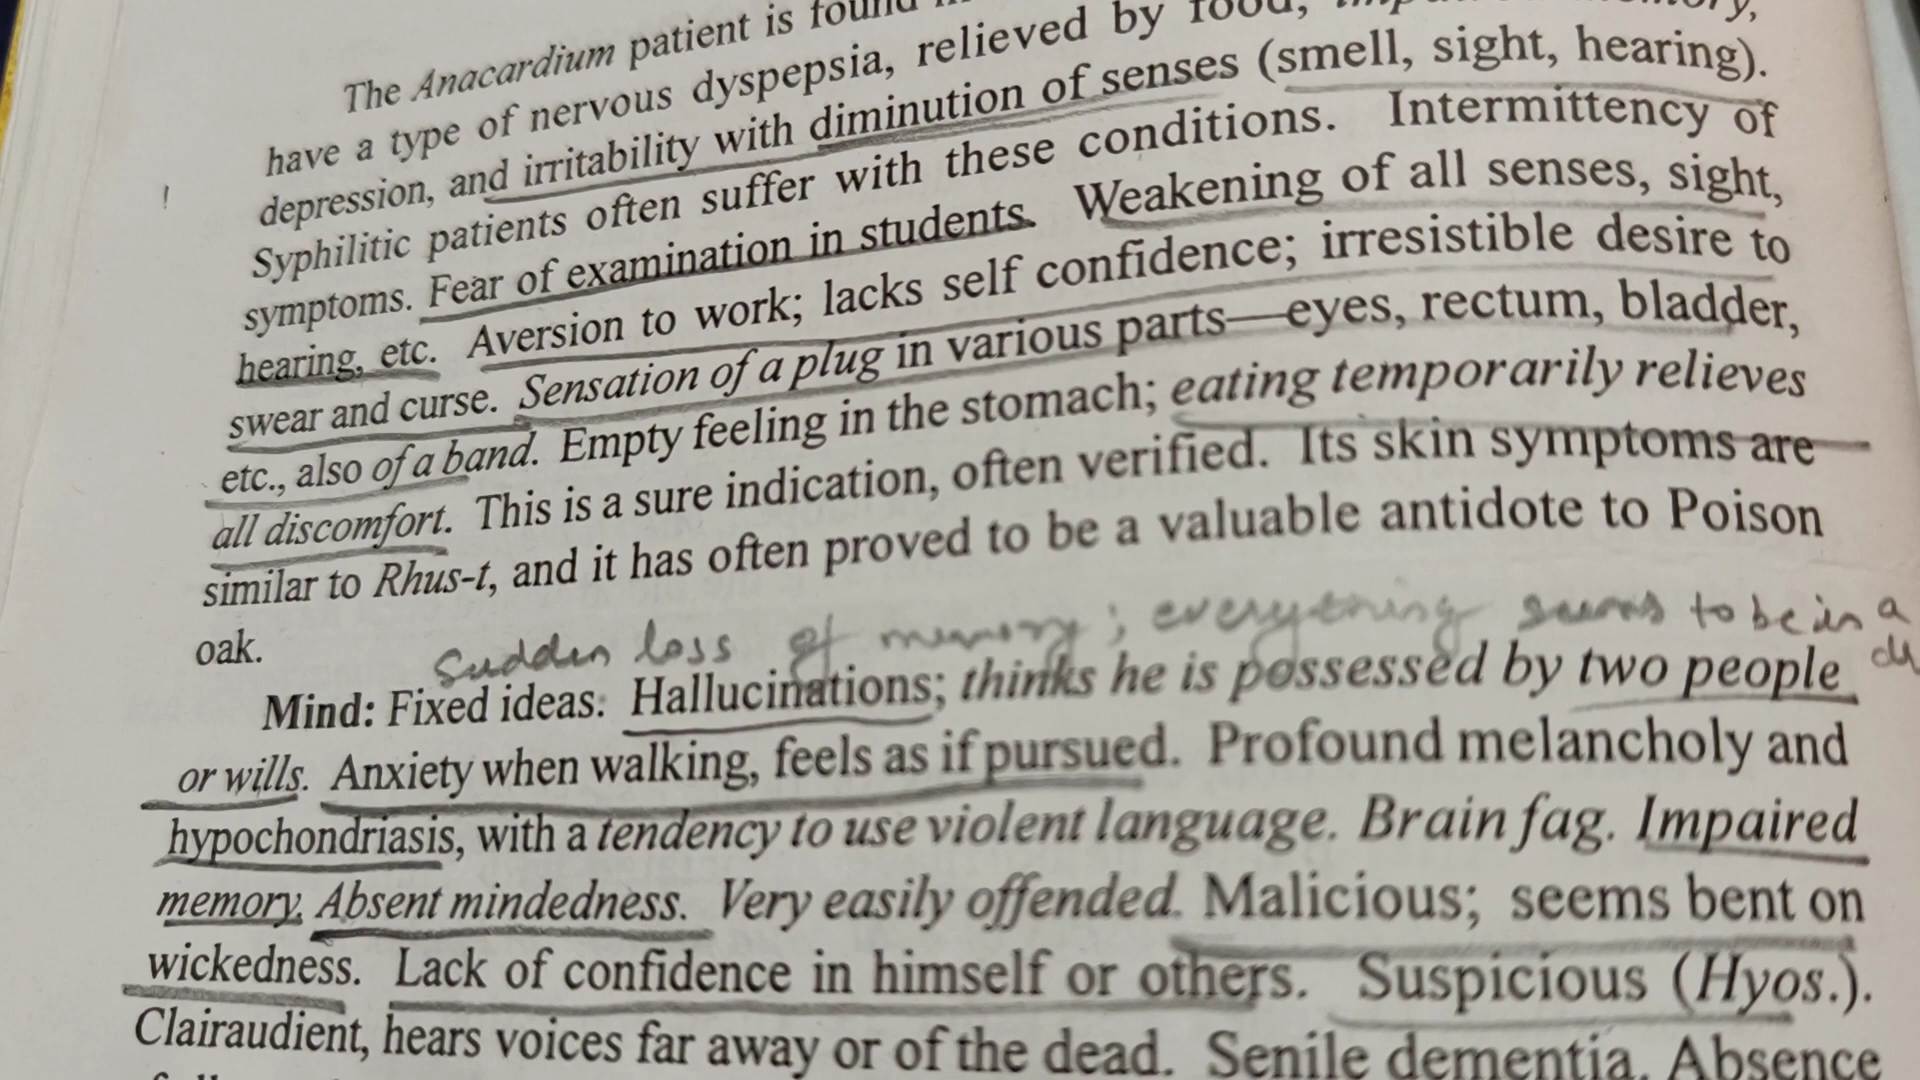 The Anacardium patient is found
have a type of nervous dyspepsia, relieved by food,
depression, and irritability with diminution of senses (smell, sight, hearing).
Syphilitic patients often suffer with these conditions. Intermittency of
symptoms. Fear of examination in students. Weakening of all senses, sight,
hearing, etc. Aversion to work; lacks self confidence; irresistible desire to
swear and curse. Sensation of a plug in various parts—eyes, rectum, bladder,
etc., also of a band. Empty feeling in the stomach; eating temporarily relieves
all discomfort. This is a sure indication, often verified. Its skin symptoms are
similar to Rhus-t, and it has often proved to be a valuable antidote to Poison
oak.
Sudden loss of memory; everything seems to be in a
Mind: Fixed ideas. Hallucinations; thinks he is possessed by two people
or wills. Anxiety when walking, feels as if pursued. Profound melancholy and
hypochondriasis, with a tendency to use violent language. Brain fag. Impaired
memory. Absent mindedness. Very easily offended. Malicious; seems bent on
wickedness. Lack of confidence in himself or others. Suspicious (Hyos.).
Clairaudient, hears voices far away or of the dead. Senile dementia. Absence